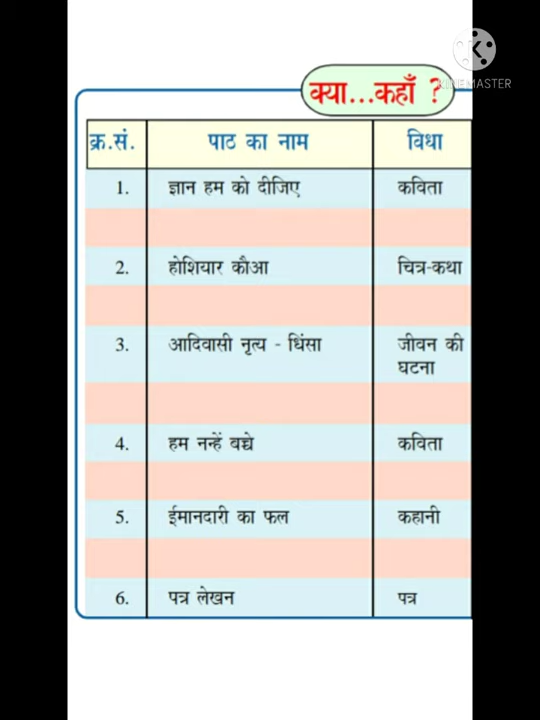 KINEMASTER
क्या...कहाँ ?
क्र.सं. पाठ का नाम विधा
1. ज्ञान हम को दीजिए कविता
2. होशियार कौआ चित्र-कथा
3. आदिवासी नृत्य - धिंसा जीवन की
घटना
4. हम नन्हें बच्चे कविता
5. ईमानदारी का फल कहानी
6. पत्र लेखन पत्र